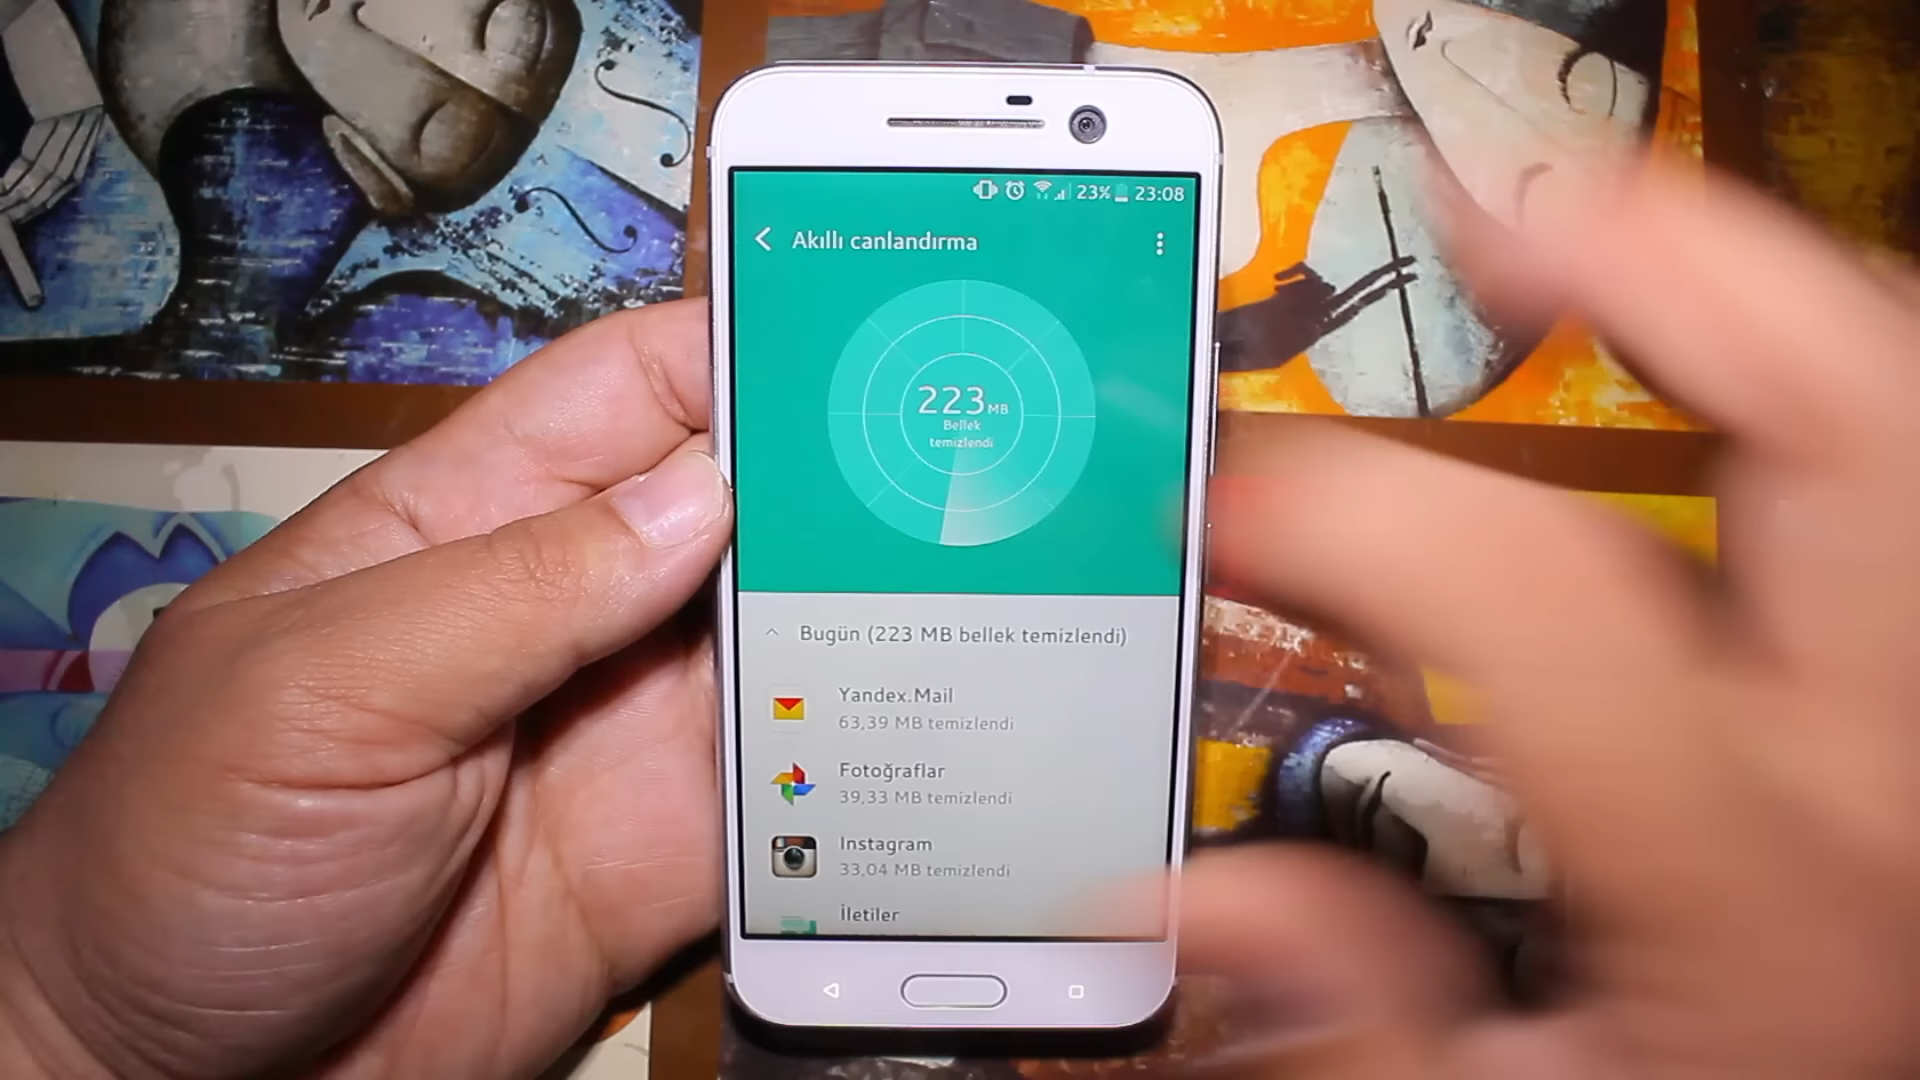 23% 23:08
Akıllı canlandırma
223 MB
Bellek
temizlendi
Bugün (223 MB bellek temizlendi)
Yandex.Mail
63,39 MB temizlendi
Fotoğraflar
39,33 MB temizlendi
Instagram
33,04 MB temizlendi
İletiler